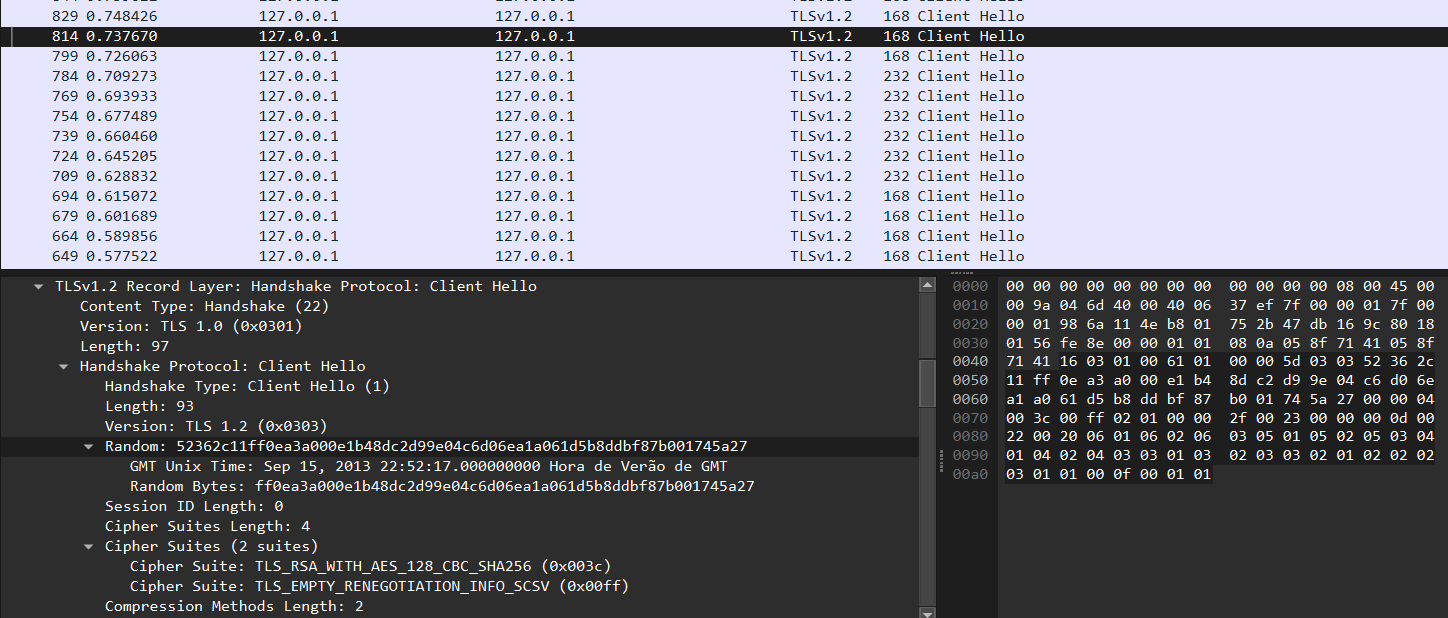 829 0.748426 127.0.0.1 127.0.0.1 TLSv1.2 168 Client Hello
814 0.737670 127.0.0.1 127.0.0.1 TLSv1.2 168 Client Hello
799 0.726063 127.0.0.1 127.0.0.1 TLSv1.2 168 Client Hello
784 0.709273 127.0.0.1 127.0.0.1 TLSv1.2 232 Client Hello
769 0.693933 127.0.0.1 127.0.0.1 TLSv1.2 232 Client Hello
754 0.677489 127.0.0.1 127.0.0.1 TLSv1.2 232 Client Hello
739 0.660460 127.0.0.1 127.0.0.1 TLSv1.2 232 Client Hello
724 0.645205 127.0.0.1 127.0.0.1 TLSv1.2 232 Client Hello
709 0.628832 127.0.0.1 127.0.0.1 TLSv1.2 232 Client Hello
694 0.615072 127.0.0.1 127.0.0.1 TLSv1.2 168 Client Hello
679 0.601689 127.0.0.1 127.0.0.1 TLSv1.2 168 Client Hello
664 0.589856 127.0.0.1 127.0.0.1 TLSv1.2 168 Client Hello
649 0.577522 127.0.0.1 127.0.0.1 TLSv1.2 168 Client Hello
TLSv1.2 Record Layer: Handshake Protocol: Client Hello
Content Type: Handshake (22)
Version: TLS 1.0 (0x0301)
Length: 97
Handshake Protocol: Client Hello
Handshake Type: Client Hello (1)
Length: 93
Version: TLS 1.2 (0x0303)
Random: 52362c11ff0ea3a000e1b48dc2d99e04c6d06ea1a061d5b8ddbf87b001745a27
GMT Unix Time: Sep 15, 2013 22:52:17.000000000 Hora de Verão de GMT
Random Bytes: ff0ea3a000e1b48dc2d99e04c6d06ea1a061d5b8ddbf87b001745a27
Session ID Length: 0
Cipher Suites Length: 4
Cipher Suites (2 suites)
Cipher Suite: TLS_RSA_WITH_AES_128_CBC_SHA256 (0x003c)
Cipher Suite: TLS_EMPTY_RENEGOTIATION_INFO_SCSV (0x00ff)
Compression Methods Length: 2
0000 00 00 00 00 00 00 00 00 00 00 00 00 08 00 45 00
0010 00 9a 04 6d 40 00 40 06 37 ef 7f 00 00 01 7f 00
0020 00 01 98 6a 11 4e b8 01 75 2b 47 db 16 9c 80 18
0030 01 56 fe 8e 00 00 01 01 08 0a 05 8f 71 41 05 8f
0040 71 41 16 03 01 00 61 01 00 00 5d 03 03 52 36 2c
0050 11 ff 0e a3 a0 00 e1 b4 8d c2 d9 9e 04 c6 d0 6e
0060 a1 a0 61 d5 b8 dd bf 87 b0 01 74 5a 27 00 00 04
0070 00 3c 00 ff 02 01 00 00 2f 00 23 00 00 00 0d 00
0080 22 00 20 06 01 06 02 06 03 05 01 05 02 05 03 04
0090 01 04 02 04 03 03 01 03 02 03 03 02 01 02 02 02
00a0 03 01 01 00 0f 00 01 01